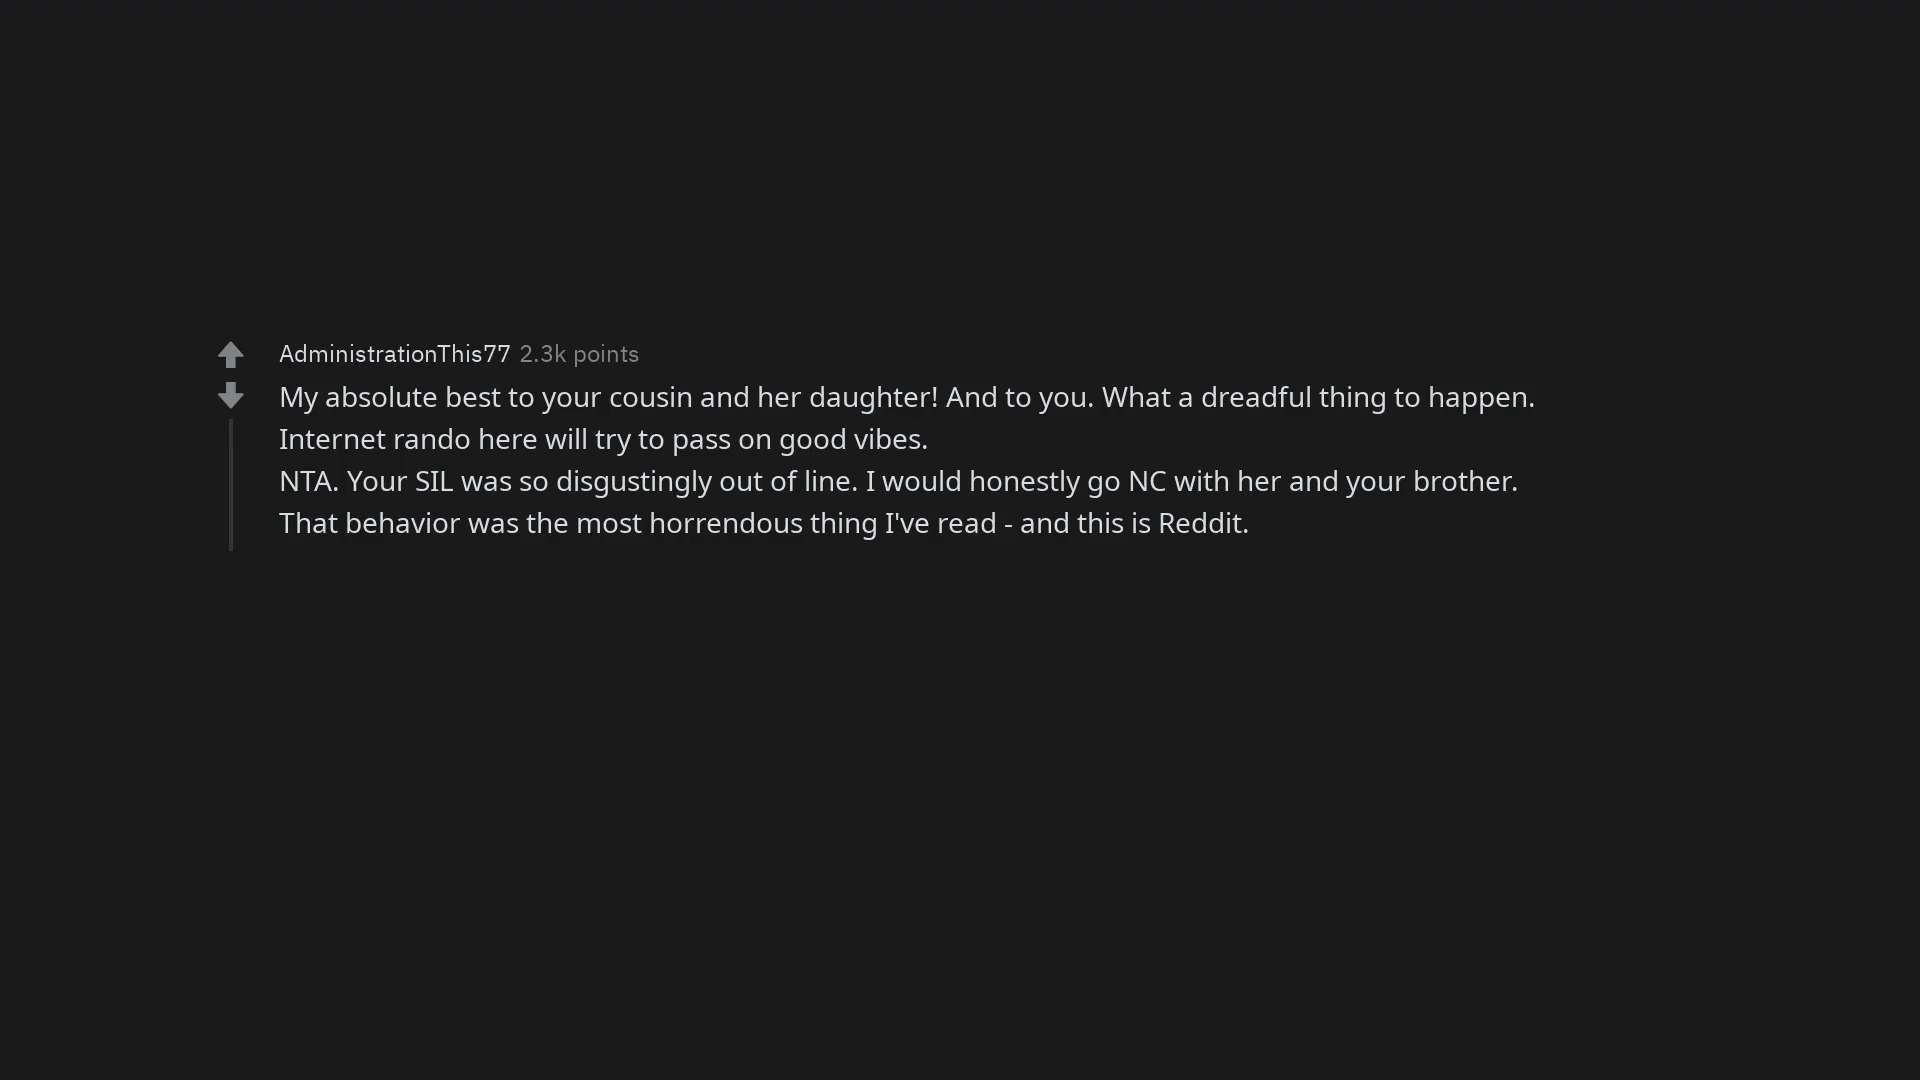 AdministrationThis77 2.3k points
My absolute best to your cousin and her daughter! And to you. What a dreadful thing to happen.
Internet rando here will try to pass on good vibes.
NTA. Your SIL was so disgustingly out of line. I would honestly go NC with her and your brother.
That behavior was the most horrendous thing I've read - and this is Reddit.